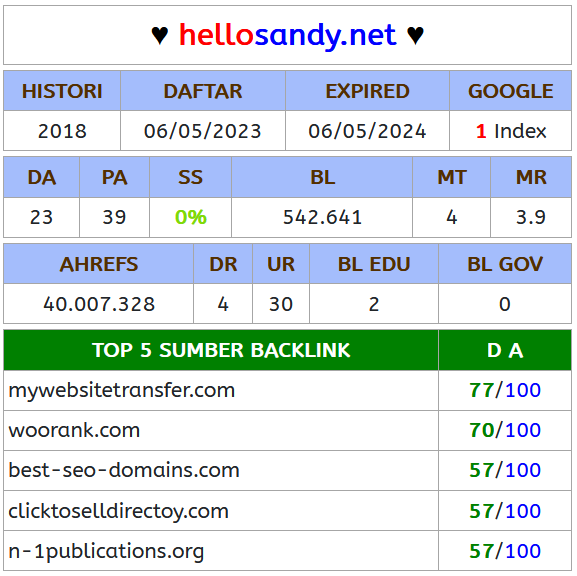 ♥ hellosandy.net ♥
HISTORI DAFTAR EXPIRED GOOGLE
2018 06/05/2023 06/05/2024 1 Index
DA PA SS BL MT MR
23 39 0% 542.641 4 3.9
AHREFS DR UR BL EDU BL GOV
40.007.328 4 30 2 0
TOP 5 SUMBER BACKLINK D A
mywebsitetransfer.com 77/100
woorank.com 70/100
best-seo-domains.com 57/100
clicktoselldirectoy.com 57/100
n-1publications.org 57/100